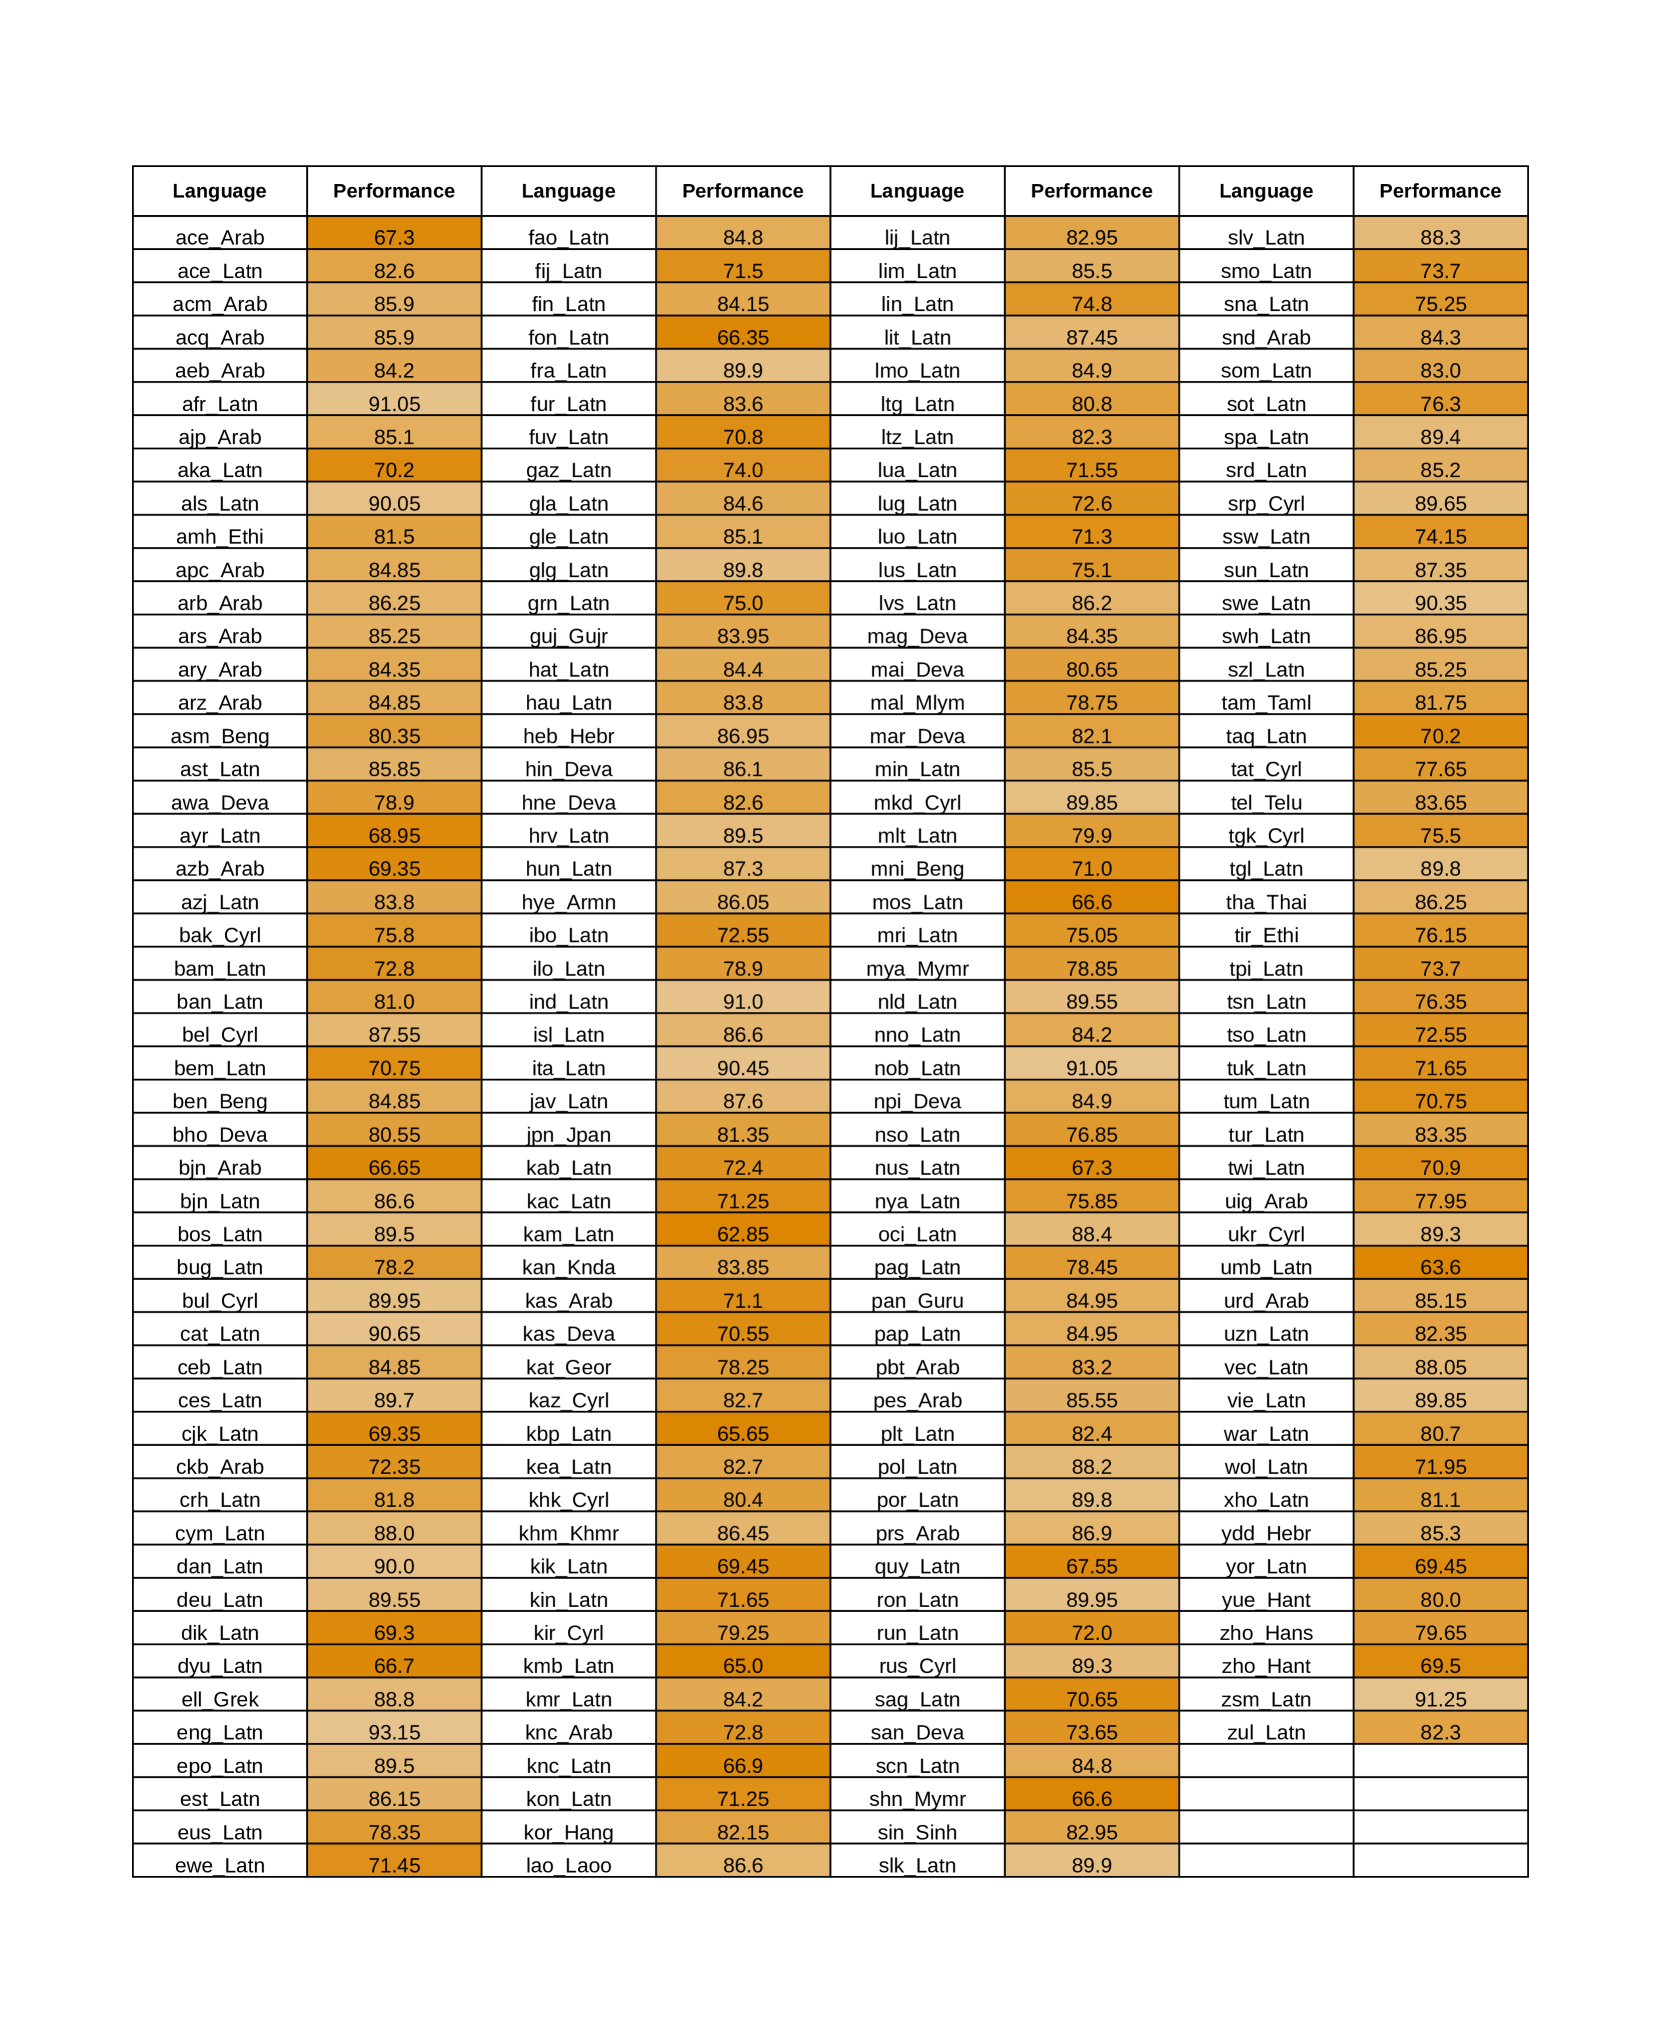 Language Performance Language Performance Language Performance Language Performance
ace_Arab 67.3 fao_Latn 84.8 lij_Latn 82.95 slv_Latn 88.3
ace_Latn 82.6 fij_Latn 71.5 lim_Latn 85.5 smo_Latn 73.7
acm_Arab 85.9 fin_Latn 84.15 lin_Latn 74.8 sna_Latn 75.25
acq_Arab 85.9 fon_Latn 66.35 lit_Latn 87.45 snd_Arab 84.3
aeb_Arab 84.2 fra_Latn 89.9 lmo_Latn 84.9 som_Latn 83.0
afr_Latn 91.05 fur_Latn 83.6 ltg_Latn 80.8 sot_Latn 76.3
ajp_Arab 85.1 fuv_Latn 70.8 ltz_Latn 82.3 spa_Latn 89.4
aka_Latn 70.2 gaz_Latn 74.0 lua_Latn 71.55 srd_Latn 85.2
als_Latn 90.05 gla_Latn 84.6 lug_Latn 72.6 srp_Cyrl 89.65
amh_Ethi 81.5 gle_Latn 85.1 luo_Latn 71.3 ssw_Latn 74.15
apc_Arab 84.85 glg_Latn 89.8 lus_Latn 75.1 sun_Latn 87.35
arb_Arab 86.25 grn_Latn 75.0 lvs_Latn 86.2 swe_Latn 90.35
ars_Arab 85.25 guj_Gujr 83.95 mag_Deva 84.35 swh_Latn 86.95
ary_Arab 84.35 hat_Latn 84.4 mai_Deva 80.65 szl_Latn 85.25
arz_Arab 84.85 hau_Latn 83.8 mal_Mlym 78.75 tam_Taml 81.75
asm_Beng 80.35 heb_Hebr 86.95 mar_Deva 82.1 taq_Latn 70.2
ast_Latn 85.85 hin_Deva 86.1 min_Latn 85.5 tat_Cyrl 77.65
awa_Deva 78.9 hne_Deva 82.6 mkd_Cyrl 89.85 tel_Telu 83.65
ayr_Latn 68.95 hrv_Latn 89.5 mlt_Latn 79.9 tgk_Cyrl 75.5
azb_Arab 69.35 hun_Latn 87.3 mni_Beng 71.0 tgl_Latn 89.8
azj_Latn 83.8 hye_Armn 86.05 mos_Latn 66.6 tha_Thai 86.25
bak_Cyrl 75.8 ibo_Latn 72.55 mri_Latn 75.05 tir_Ethi 76.15
bam_Latn 72.8 ilo_Latn 78.9 mya_Mymr 78.85 tpi_Latn 73.7
ban_Latn 81.0 ind_Latn 91.0 nld_Latn 89.55 tsn_Latn 76.35
bel_Cyrl 87.55 isl_Latn 86.6 nno_Latn 84.2 tso_Latn 72.55
bem_Latn 70.75 ita_Latn 90.45 nob_Latn 91.05 tuk_Latn 71.65
ben_Beng 84.85 jav_Latn 87.6 npi_Deva 84.9 tum_Latn 70.75
bho_Deva 80.55 jpn_Jpan 81.35 nso_Latn 76.85 tur_Latn 83.35
bjn_Arab 66.65 kab_Latn 72.4 nus_Latn 67.3 twi_Latn 70.9
bjn_Latn 86.6 kac_Latn 71.25 nya_Latn 75.85 uig_Arab 77.95
bos_Latn 89.5 kam_Latn 62.85 oci_Latn 88.4 ukr_Cyrl 89.3
bug_Latn 78.2 kan_Knda 83.85 pag_Latn 78.45 umb_Latn 63.6
bul_Cyrl 89.95 kas_Arab 71.1 pan_Guru 84.95 urd_Arab 85.15
cat_Latn 90.65 kas_Deva 70.55 pap_Latn 84.95 uzn_Latn 82.35
ceb_Latn 84.85 kat_Geor 78.25 pbt_Arab 83.2 vec_Latn 88.05
ces_Latn 89.7 kaz_Cyrl 82.7 pes_Arab 85.55 vie_Latn 89.85
cjk_Latn 69.35 kbp_Latn 65.65 plt_Latn 82.4 war_Latn 80.7
ckb_Arab 72.35 kea_Latn 82.7 pol_Latn 88.2 wol_Latn 71.95
crh_Latn 81.8 khk_Cyrl 80.4 por_Latn 89.8 xho_Latn 81.1
cym_Latn 88.0 khm_Khmr 86.45 prs_Arab 86.9 ydd_Hebr 85.3
dan_Latn 90.0 kik_Latn 69.45 quy_Latn 67.55 yor_Latn 69.45
deu_Latn 89.55 kin_Latn 71.65 ron_Latn 89.95 yue_Hant 80.0
dik_Latn 69.3 kir_Cyrl 79.25 run_Latn 72.0 zho_Hans 79.65
dyu_Latn 66.7 kmb_Latn 65.0 rus_Cyrl 89.3 zho_Hant 69.5
ell_Grek 88.8 kmr_Latn 84.2 sag_Latn 70.65 zsm_Latn 91.25
eng_Latn 93.15 knc_Arab 72.8 san_Deva 73.65 zul_Latn 82.3
epo_Latn 89.5 knc_Latn 66.9 scn_Latn 84.8
est_Latn 86.15 kon_Latn 71.25 shn_Mymr 66.6
eus_Latn 78.35 kor_Hang 82.15 sin_Sinh 82.95
ewe_Latn 71.45 lao_Laoo 86.6 slk_Latn 89.9